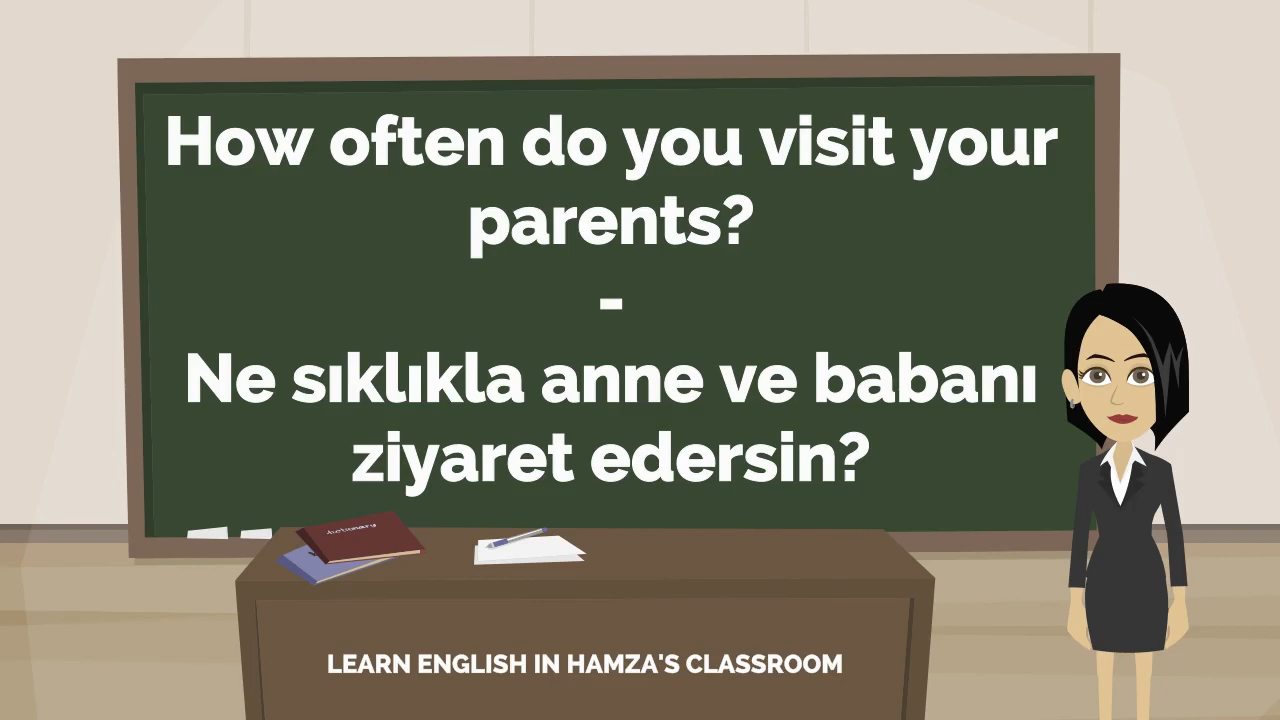 How often do you visit your
parents?
-
Ne sıklıkla anne ve babanı
ziyaret edersin?
dictionary
LEARN ENGLISH IN HAMZA'S CLASSROOM